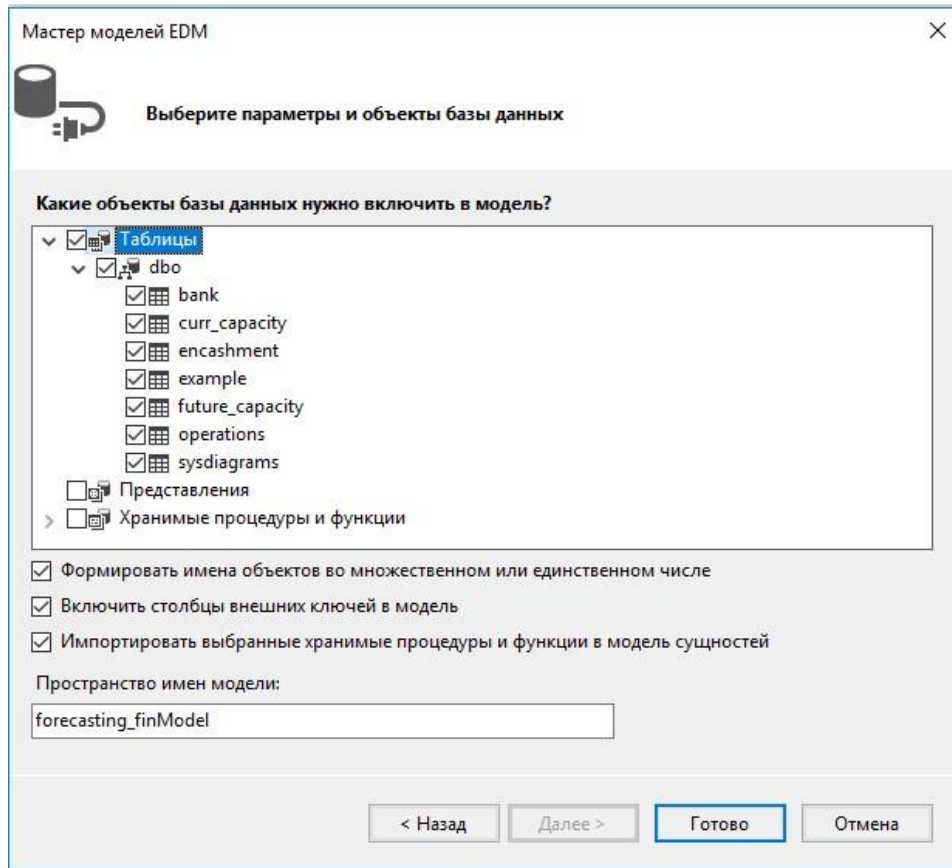 Мастер моделей EDM
Выберите параметры и объекты базы данных
Какие объекты базы данных нужно включить в модель?
Таблицы
dbo
bank
curr_capacity
encashment
example
future_capacity
operations
sysdiagrams
Представления
Хранимые процедуры и функции
Формировать имена объектов во множественном или единственном числе
Включить столбцы внешних ключей в модель
Импортировать выбранные хранимые процедуры и функции в модель сущностей
Пространство имен модели:
forecasting_finModel
< Назад Далее > Готово Отмена